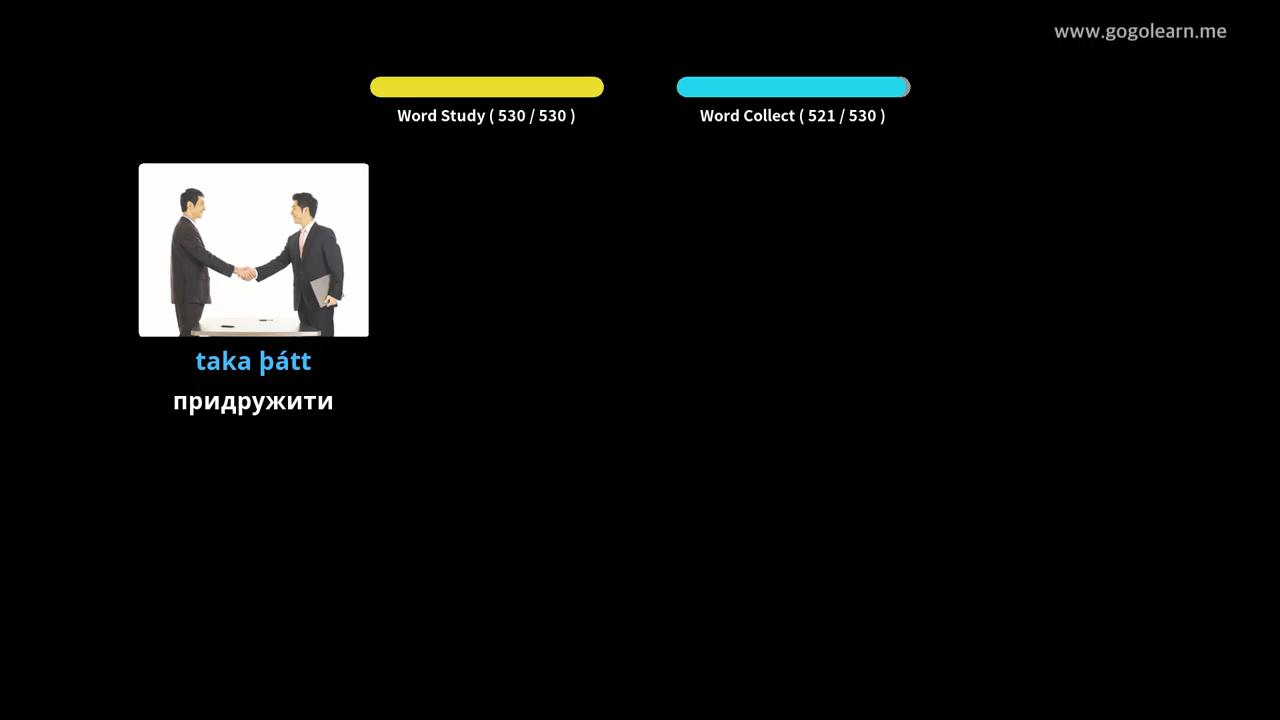 www.gogolearn.me
Word Study ( 530 / 530 )
Word Collect ( 521 / 530 )
taka þátt
придружити